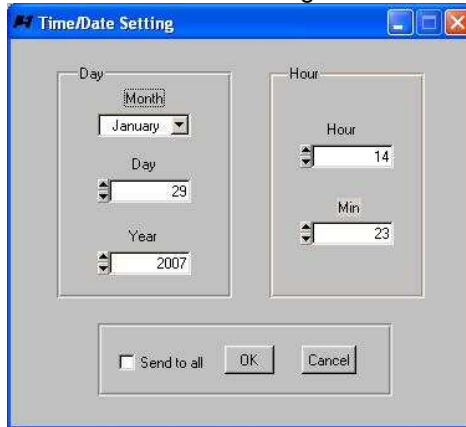 Time/Date Setting
Day
Month
January
Day
29
Year
2007
Hour
Hour
14
Min
23
Send to all
OK
Cancel